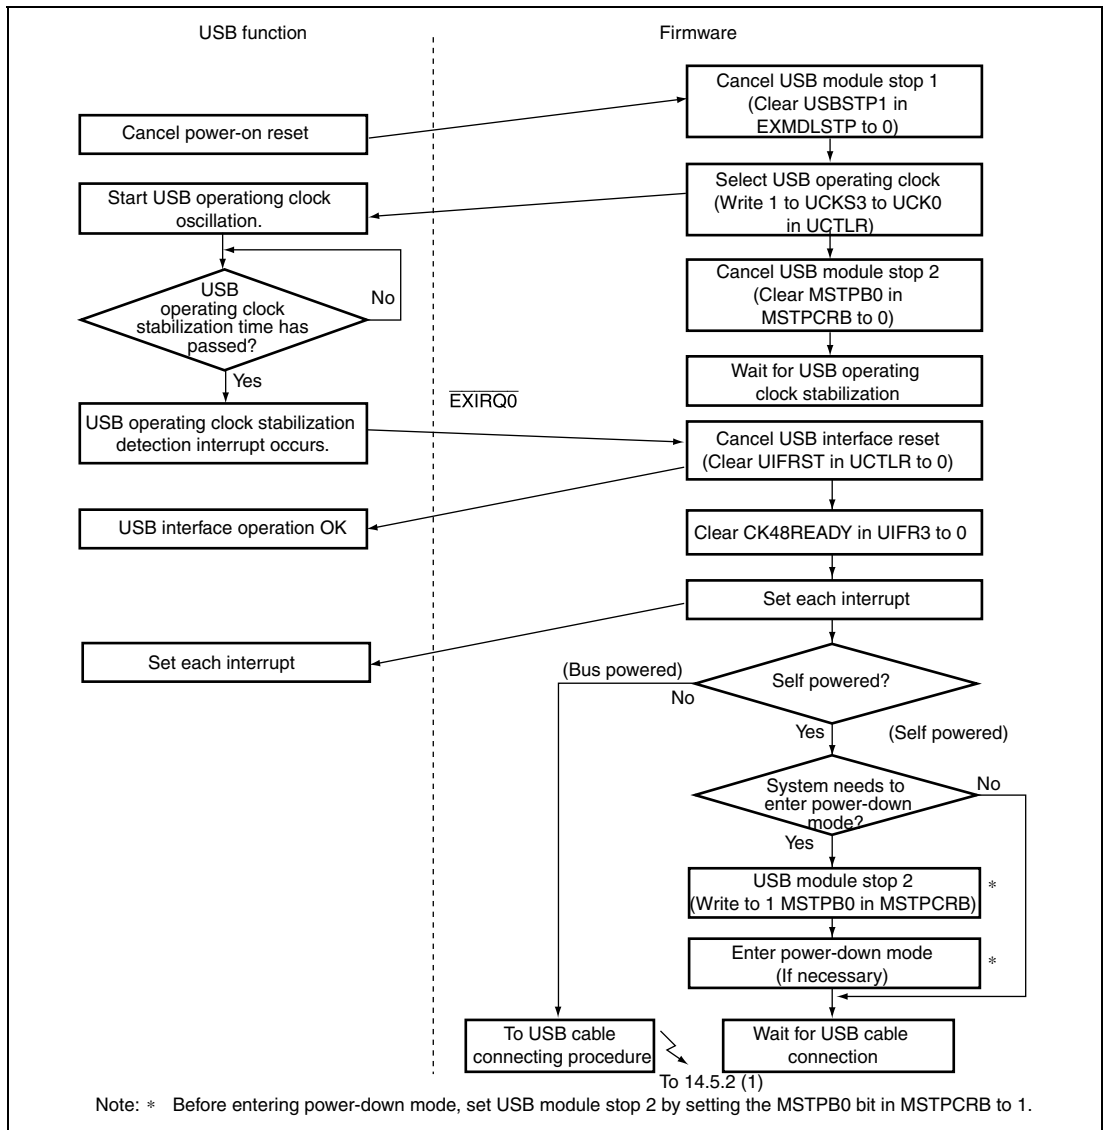 USB function
Firmware
Cancel USB module stop 1
(Clear USBSTP1 in
EXMDLSTP to 0)
Cancel power-on reset
Select USB operating clock
(Write 1 to UCKS3 to UCK0
in UCTLR)
Start USB operationg clock
oscillation.
Cancel USB module stop 2
(Clear MSTPB0 in
MSTPCRB to 0)
USB
operating clock
stabilization time has
passed?
No
Yes
Wait for USB operating
clock stabilization
EXIRQ0
USB operating clock stabilization
detection interrupt occurs.
Cancel USB interface reset
(Clear UIFRST in UCTLR to 0)
USB interface operation OK
Clear CK48READY in UIFR3 to 0
Set each interrupt
Set each interrupt
(Bus powered)
No
Self powered?
Yes
(Self powered)
System needs to
enter power-down
mode?
No
Yes
USB module stop 2
(Write to 1 MSTPB0 in MSTPCRB)
*
Enter power-down mode
(If necessary)
*
To USB cable
connecting procedure
Wait for USB cable
connection
To 14.5.2 (1)
Note: * Before entering power-down mode, set USB module stop 2 by setting the MSTPB0 bit in MSTPCRB to 1.